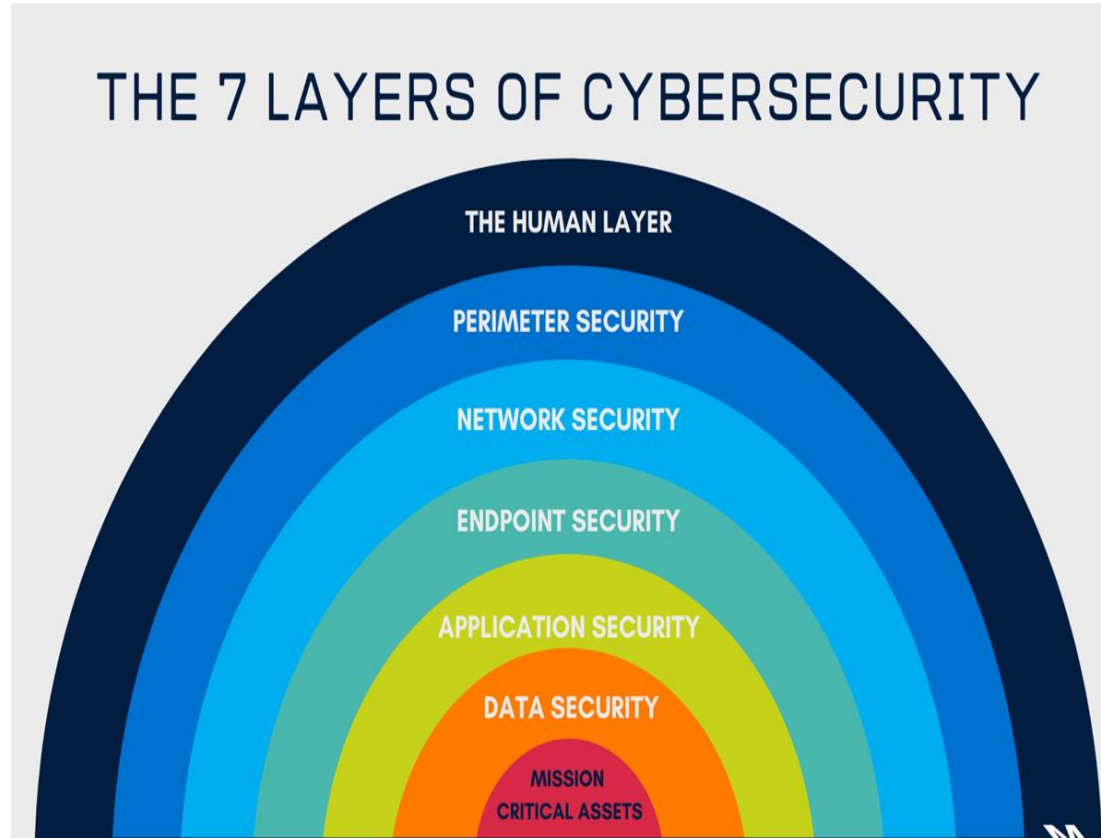 THE 7 LAYERS OF CYBERSECURITY
THE HUMAN LAYER
PERIMETER SECURITY
NETWORK SECURITY
ENDPOINT SECURITY
APPLICATION SECURITY
DATA SECURITY
MISSION
CRITICAL ASSETS